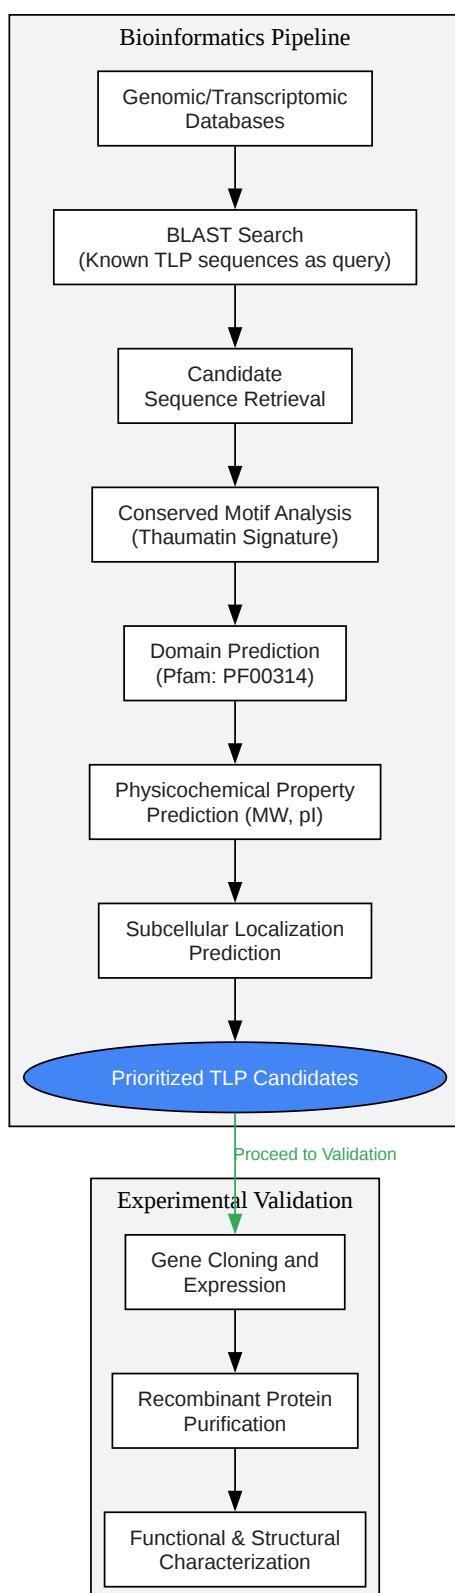 Bioinformatics Pipeline
Genomic/Transcriptomic
Databases
BLAST Search
(Known TLP sequences as query)
Candidate
Sequence Retrieval
Conserved Motif Analysis
(Thaumatin Signature)
Domain Prediction
(Pfam: PF00314)
Physicochemical Property
Prediction (MW, pI)
Subcellular Localization
Prediction
Prioritized TLP Candidates
Proceed to Validation
Experimental Validation
Gene Cloning and
Expression
Recombinant Protein
Purification
Functional & Structural
Characterization